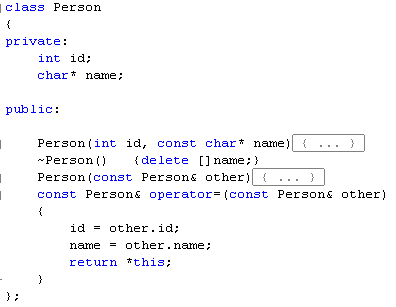 class Person
{
private:
    int id;
    char* name;

public:

    Person(int id, const char* name){ ... }
    ~Person()   {delete []name;}
    Person(const Person& other){ ... }
    const Person& operator=(const Person& other)
    {
        id = other.id;
        name = other.name;
        return *this;
    }
};